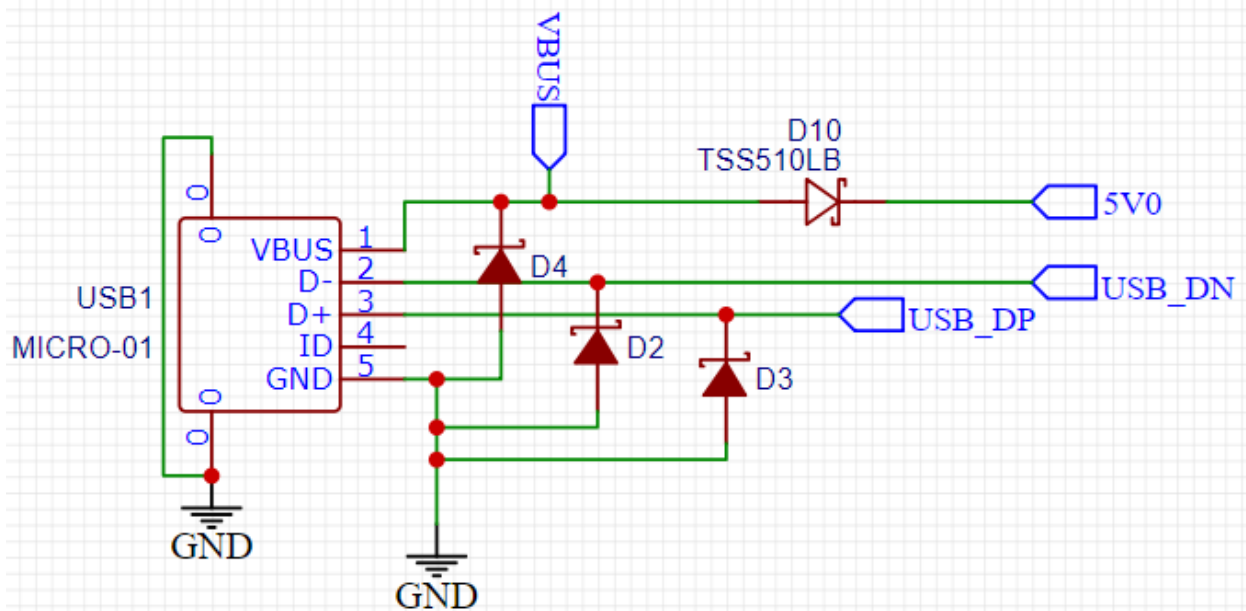 VBUS
D10
TSS510LB
5V0
0
0
VBUS 1
D- 2
D+ 3
ID 4
GND 5
USB1
MICRO-01
0
0
D4
D2
D3
USB_DN
USB_DP
GND
GND